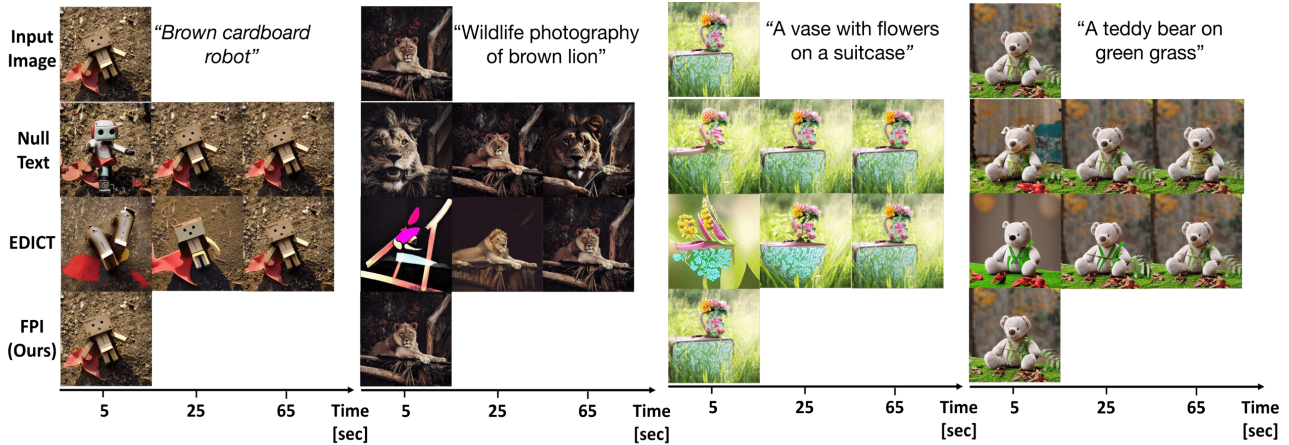 Input
Image
“Brown cardboard
robot”
“Wildlife photography
of brown lion”
“A vase with flowers
on a suitcase”
“A teddy bear on
green grass”
Null
Text
EDICT
FPI
(Ours)
5 25 65 Time
[sec]
5 25 65 Time
[sec]
5 25 65 Time
[sec]
5 25 65 Time
[sec]